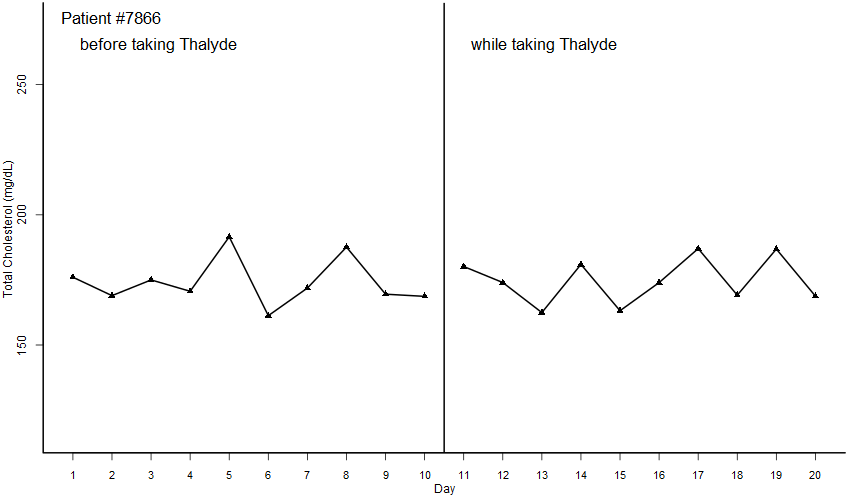 Patient #7866
before taking Thalyde
while taking Thalyde
Total Cholesterol (mg/dL)
250
200
150
1 2 3 4 5 6 7 8 9 10 11 12 13 14 15 16 17 18 19 20
Day